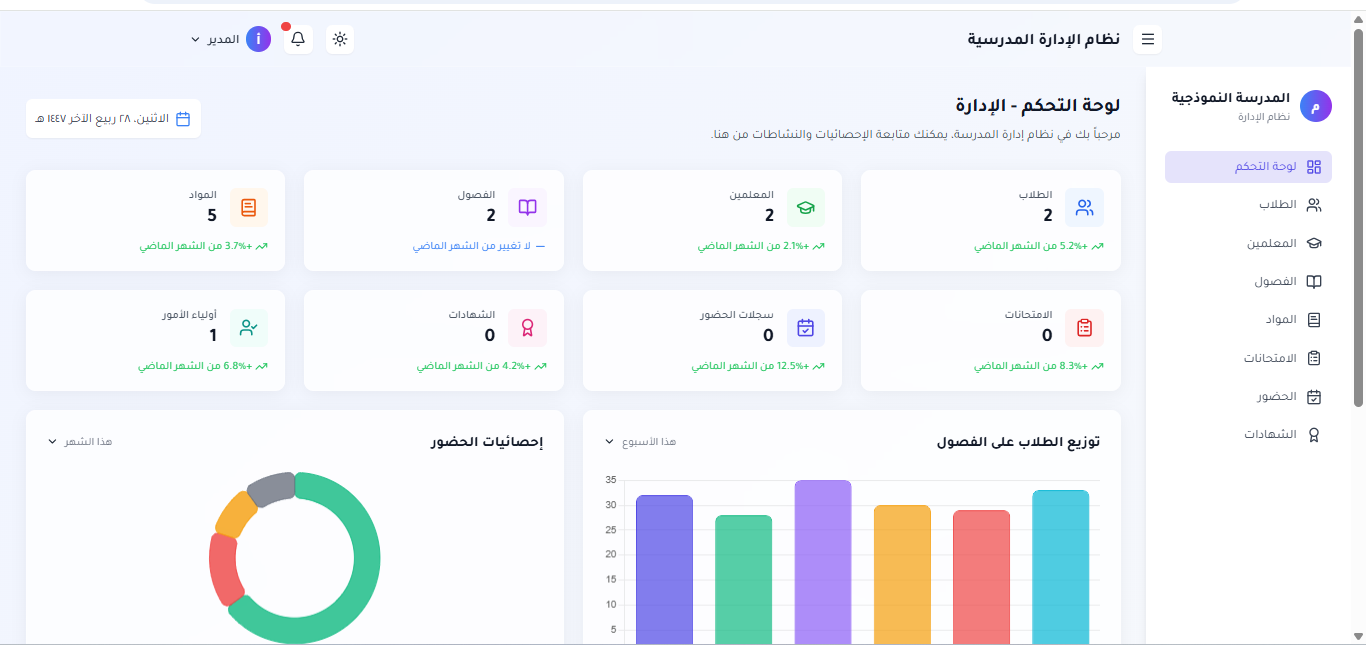 نظام الإدارة المدرسية
i
المدير
م
المدرسة النموذجية
نظام الإدارة
لوحة التحكم
الطلاب
المعلمين
الفصول
المواد
الامتحانات
الحضور
الشهادات
لوحة التحكم - الإدارة
مرحباً بك في نظام إدارة المدرسة. يمكنك متابعة الإحصائيات والنشاطات من هنا.
الاثنين، ٢٨ ربيع الآخر ١٤٤٧ هـ
الطلاب
2
+5.2% من الشهر الماضي
المعلمين
2
+2.1% من الشهر الماضي
الفصول
2
لا تغيير من الشهر الماضي
المواد
5
+3.7% من الشهر الماضي
الامتحانات
0
+8.3% من الشهر الماضي
سجلات الحضور
0
+12.5% من الشهر الماضي
الشهادات
0
+4.2% من الشهر الماضي
أولياء الأمور
1
+6.8% من الشهر الماضي
توزيع الطلاب على الفصول
هذا الأسبوع
35
30
25
20
15
10
5
إحصائيات الحضور
هذا الشهر